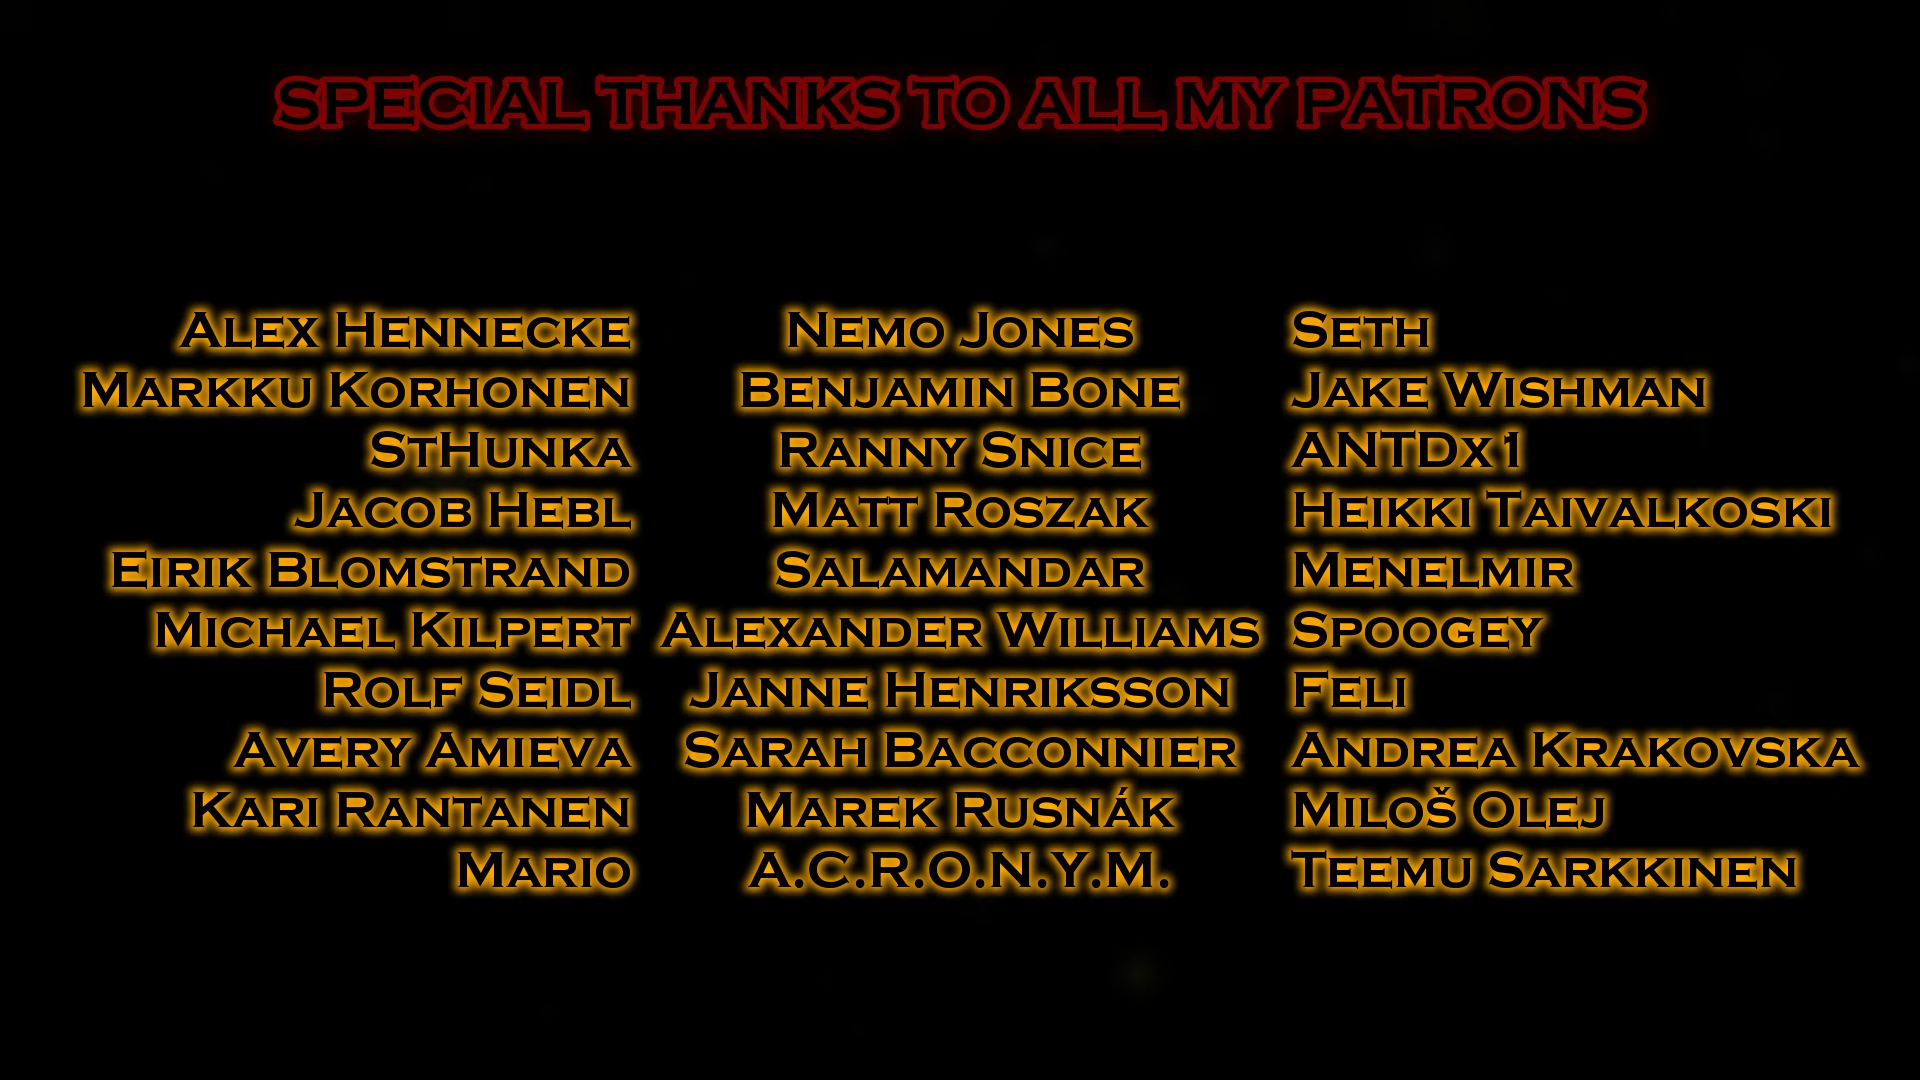 SPECIAL THANKS TO ALL MY PATRONS
Alex Hennecke
Markku Korhonen
StHunka
Jacob Hebl
Eirik Blomstrand
Michael Kilpert
Rolf Seidl
Avery Amieva
Kari Rantanen
Mario
Nemo Jones
Benjamin Bone
Ranny Snice
Matt Roszak
Salamandar
Alexander Williams
Janne Henriksson
Sarah Bacconnier
Marek Rusnák
A.C.R.O.N.Y.M.
Seth
Jake Wishman
ANTDx1
Heikki Taivalkoski
Menelmir
Spoogey
Feli
Andrea Krakovska
Miloš Olej
Teemu Sarkkinen